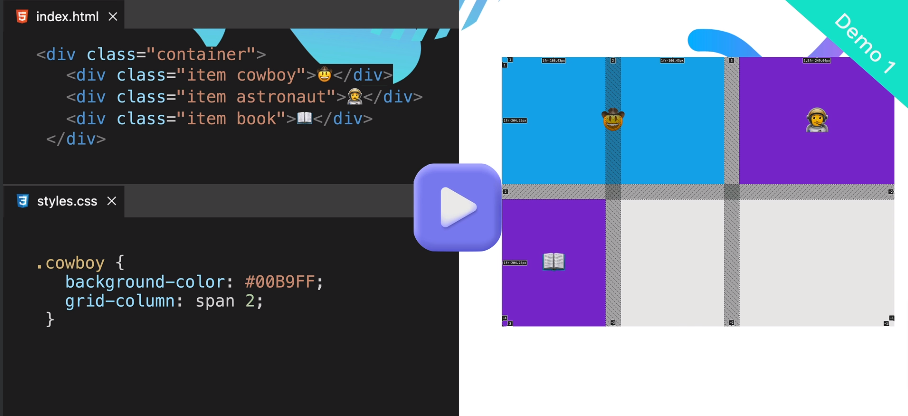 index.html
<div class="container">
<div class="item cowboy">🤠</div>
<div class="item astronaut">👩‍🚀</div>
<div class="item book">📖</div>
</div>
styles.css
.cowboy {
background-color: #00B9FF;
grid-column: span 2;
}
Demo 1